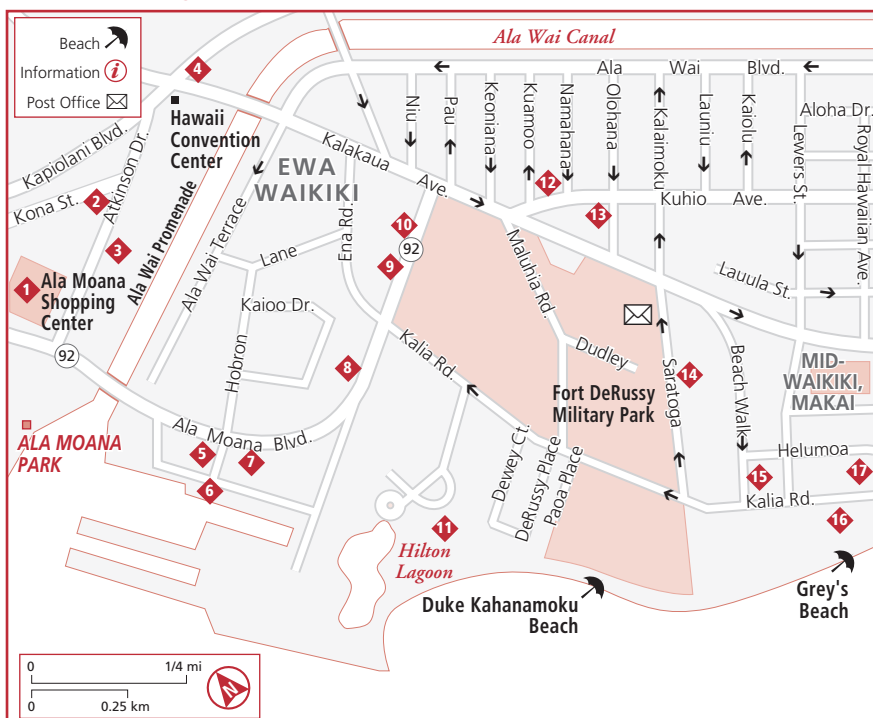 Beach
Information i
Post Office
Ala Wai Canal
Ala Wai Blvd.
4
Hawaii
Convention
Center
Kapiolani Blvd.
Atkinson Dr.
Kona St.
2
3
1
Ala Moana
Shopping
Center
92
Ala Wai Promenade
EWA
WAIKIKI
Kalakaua Ave.
Niu
Pau
Keoniana
Kuamoo
Namahana
Olohana
Kalaimoku
Launiu
Kaiolu
Lewers St.
Aloha Dr.
Royal Hawaiian Ave.
12
13
Kuhio Ave.
10
92
9
Ena Rd.
Ala Wai Terrace
Lane
Kaioo Dr.
Hobron
8
Maluhia Rd.
Lauula St.
Dudley
Kalia Rd.
Saratoga
14
Beach Walk
MID-
WAIKIKI,
MAKAI
Fort DeRussy
Military Park
ALA MOANA
PARK
Ala Moana Blvd.
5
7
6
Dewey Ct.
DeRussy Place
Paoa Place
Helumoa
15
17
Kalia Rd.
16
11
Hilton
Lagoon
Duke Kahanamoku
Beach
Grey's
Beach
0 1/4 mi
0 0.25 km
N